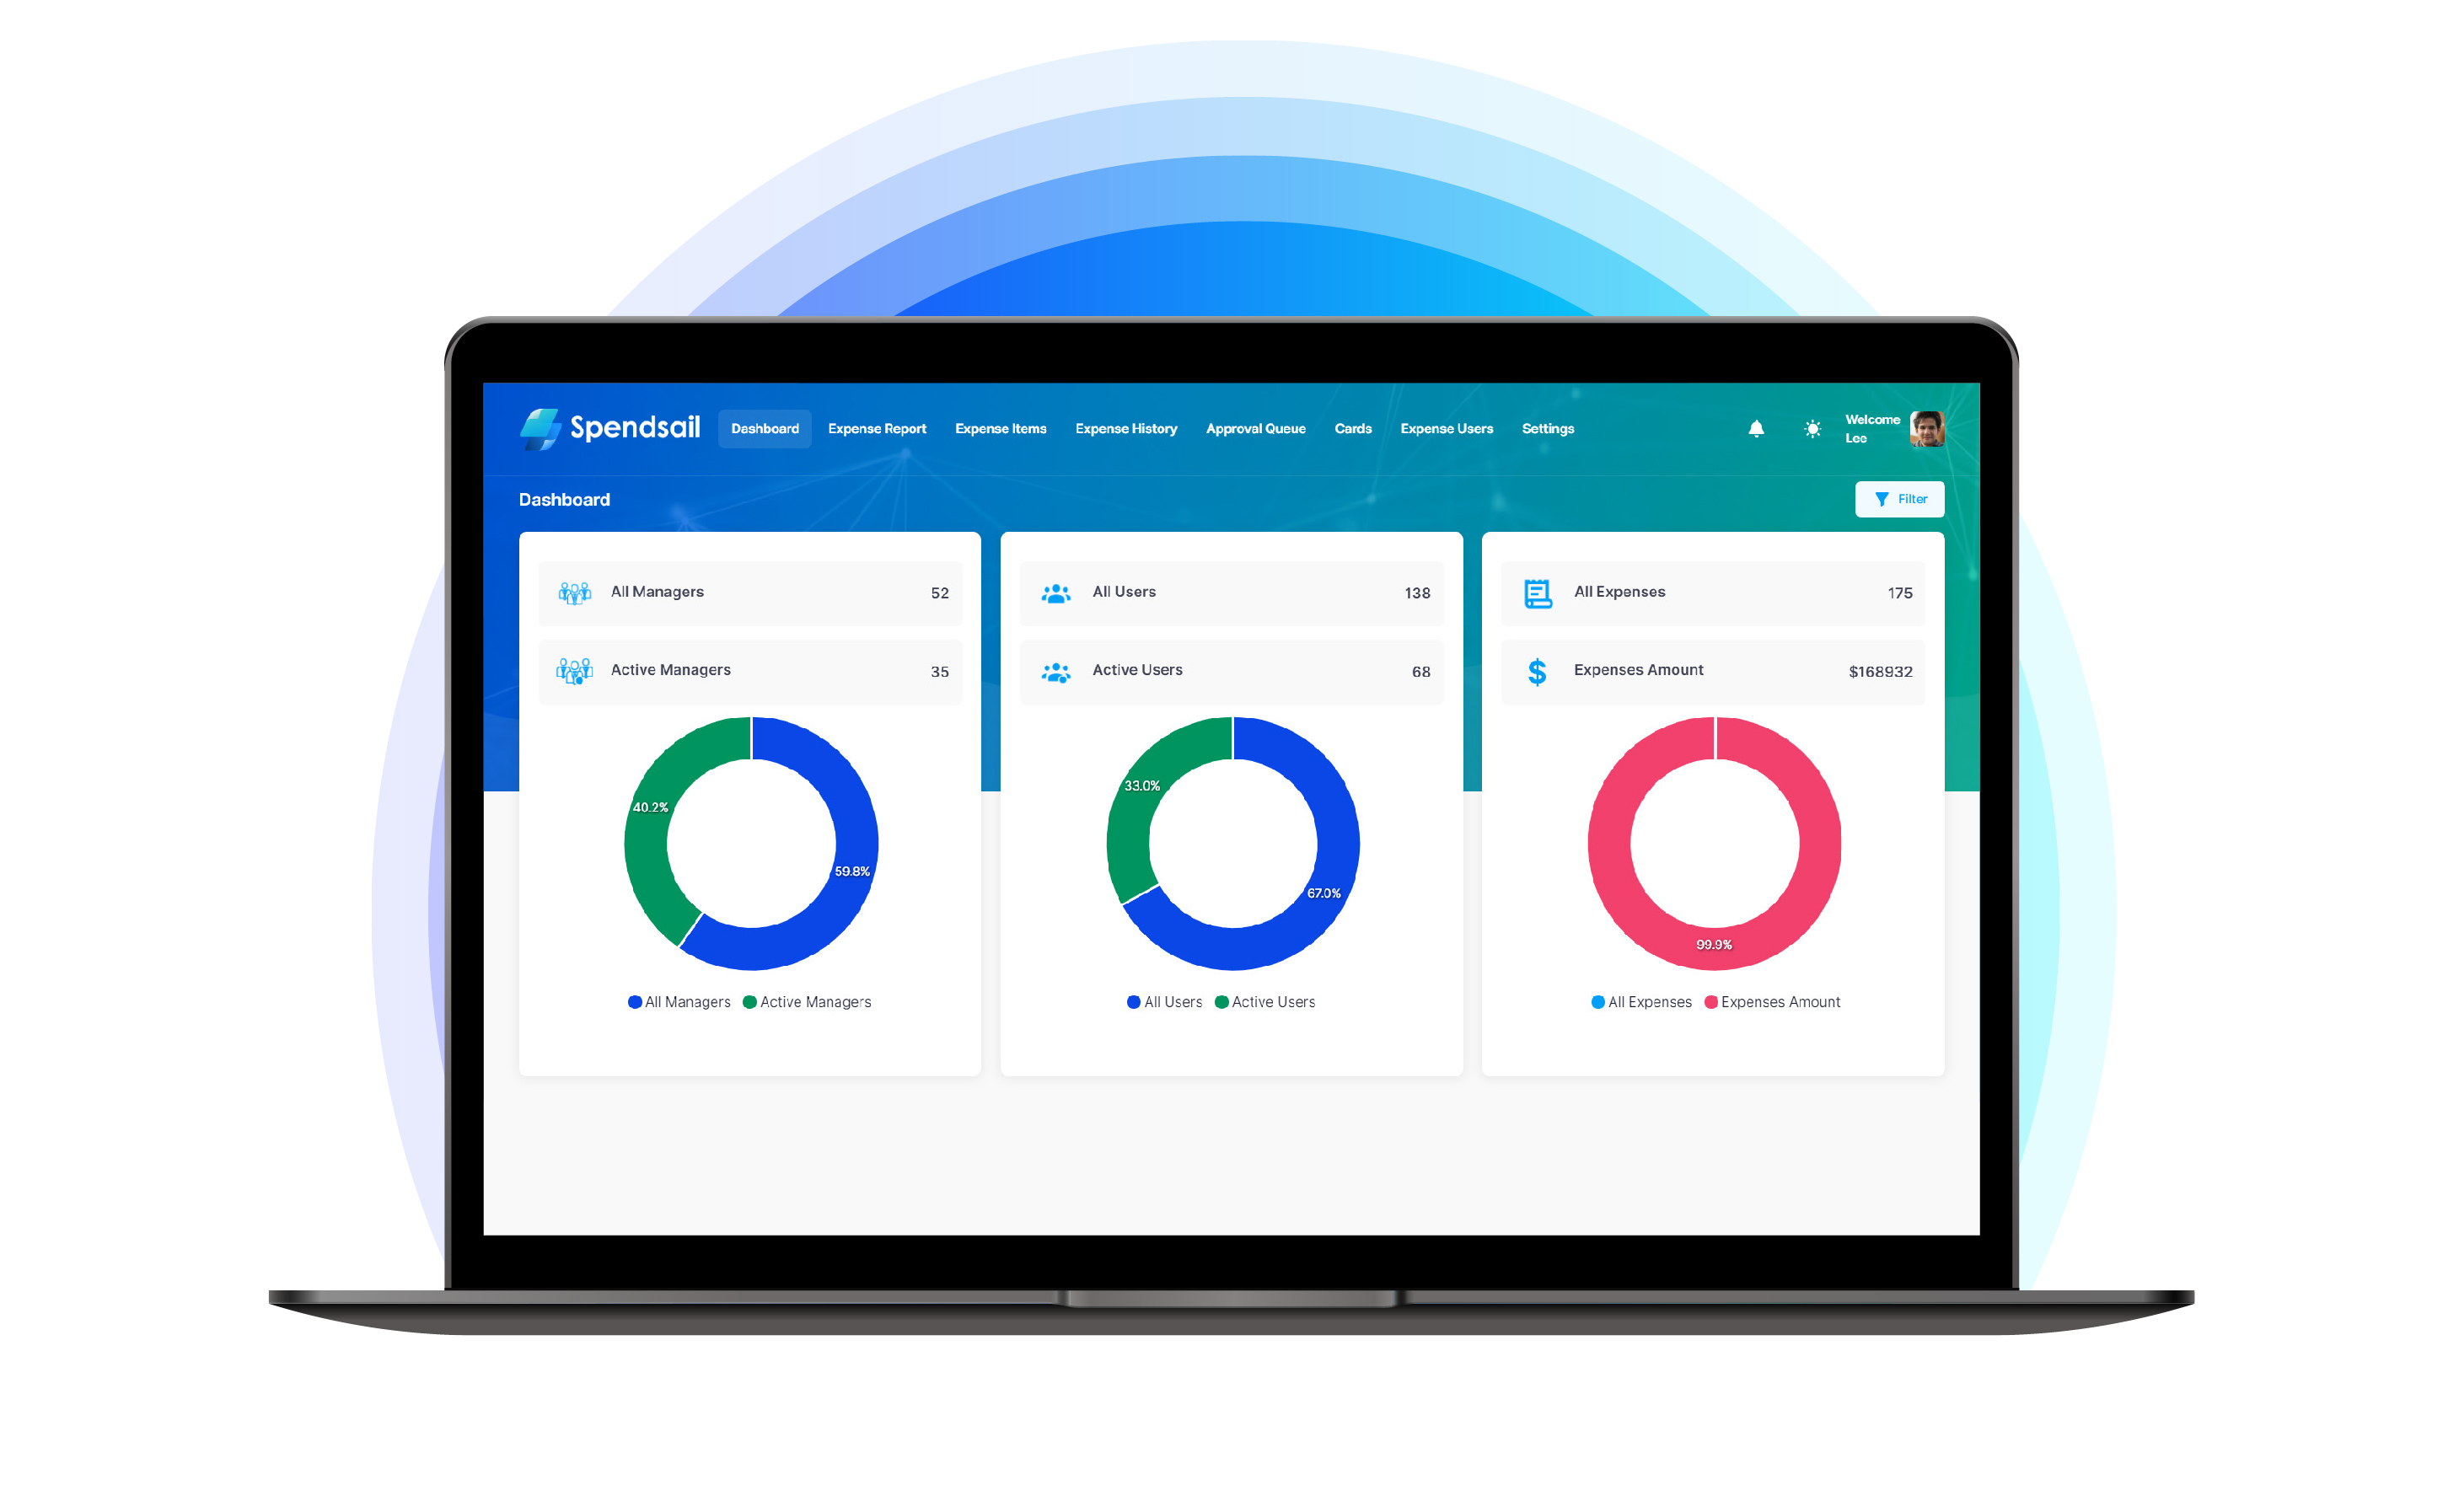 Spendsail
Dashboard
Expense Report
Expense Items
Expense History
Approval Queue
Cards
Expense Users
Settings
Welcome
Lee
Dashboard
Filter
All Managers 52
Active Managers 35
40.2%
59.8%
All Managers Active Managers
All Users 138
Active Users 68
33.0%
67.0%
All Users Active Users
All Expenses 175
Expenses Amount $168932
99.9%
All Expenses Expenses Amount